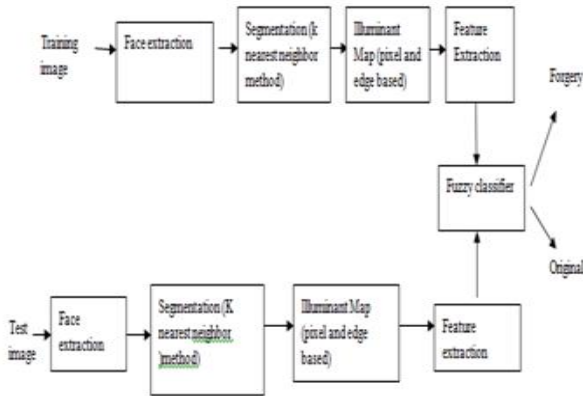 Training
image
Face extraction
Segmentation (k
nearest neighbor
method)
Illuminant
Map (pixel and
edge based)
Feature
Extraction
Forgery
Fuzzy classifier
Original
Test
image
Face
extraction
Segmentation (K
nearest neighbor
)method)
Illuminant Map
(pixel and edge
based)
Feature
extraction